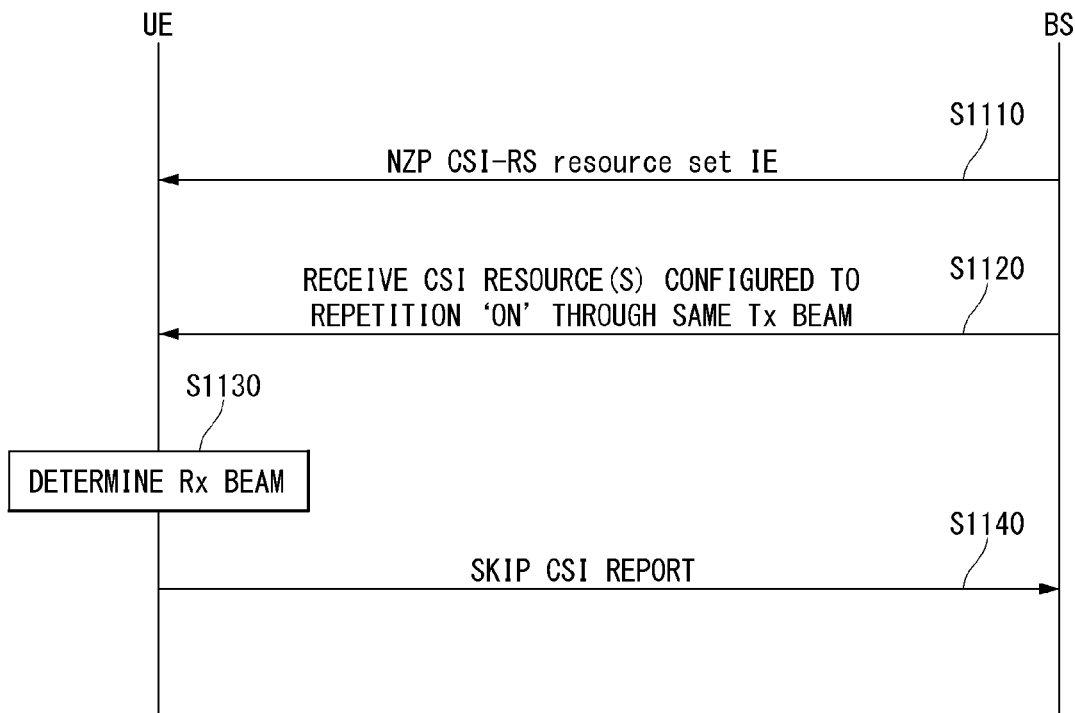 UE
BS
S1110
NZP CSI-RS resource set IE
S1120
RECEIVE CSI RESOURCE(S) CONFIGURED TO
REPETITION ‘ON’ THROUGH SAME Tx BEAM
S1130
DETERMINE Rx BEAM
S1140
SKIP CSI REPORT